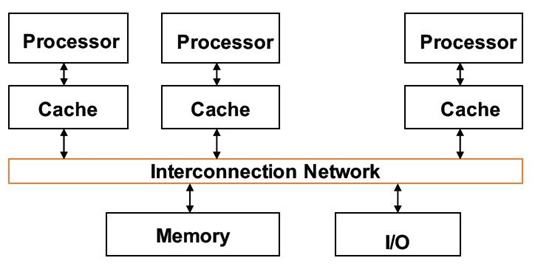 Processor
Processor
Processor
Cache
Cache
Cache
Interconnection Network
Memory
I/O